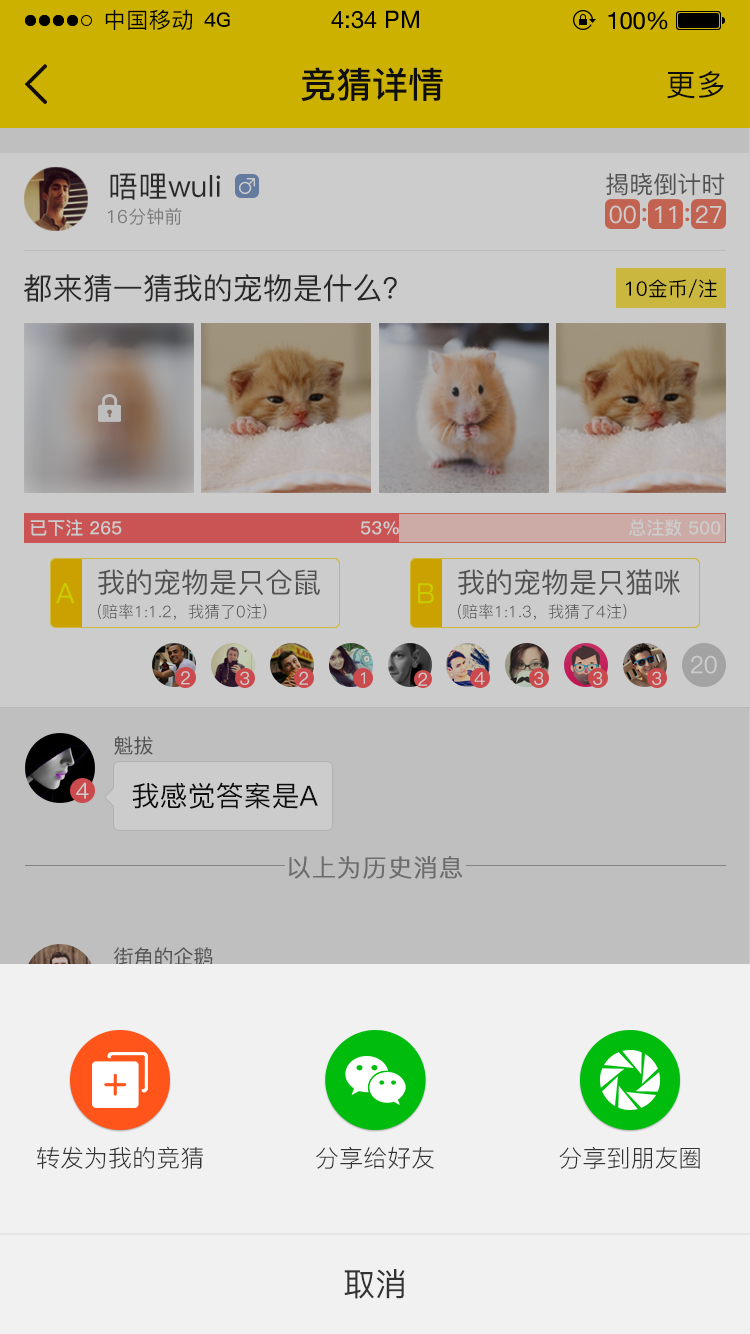 中国移动 4G 4:34 PM 100%
竞猜详情 更多
唔哩wuli 揭晓倒计时
16分钟前 00:11:27
都来猜一猜我的宠物是什么? 10金币/注
已下注 265 53% 总注数 500
A 我的宠物是只仓鼠
(赔率1:1.2，我猜了0注)
B 我的宠物是只猫咪
(赔率1:1.3，我猜了4注)
2 3 2 1 2 4 3 3 3 20
魁拔
4 我感觉答案是A
以上为历史消息
街角的企鹅
转发为我的竞猜 分享给好友 分享到朋友圈
取消